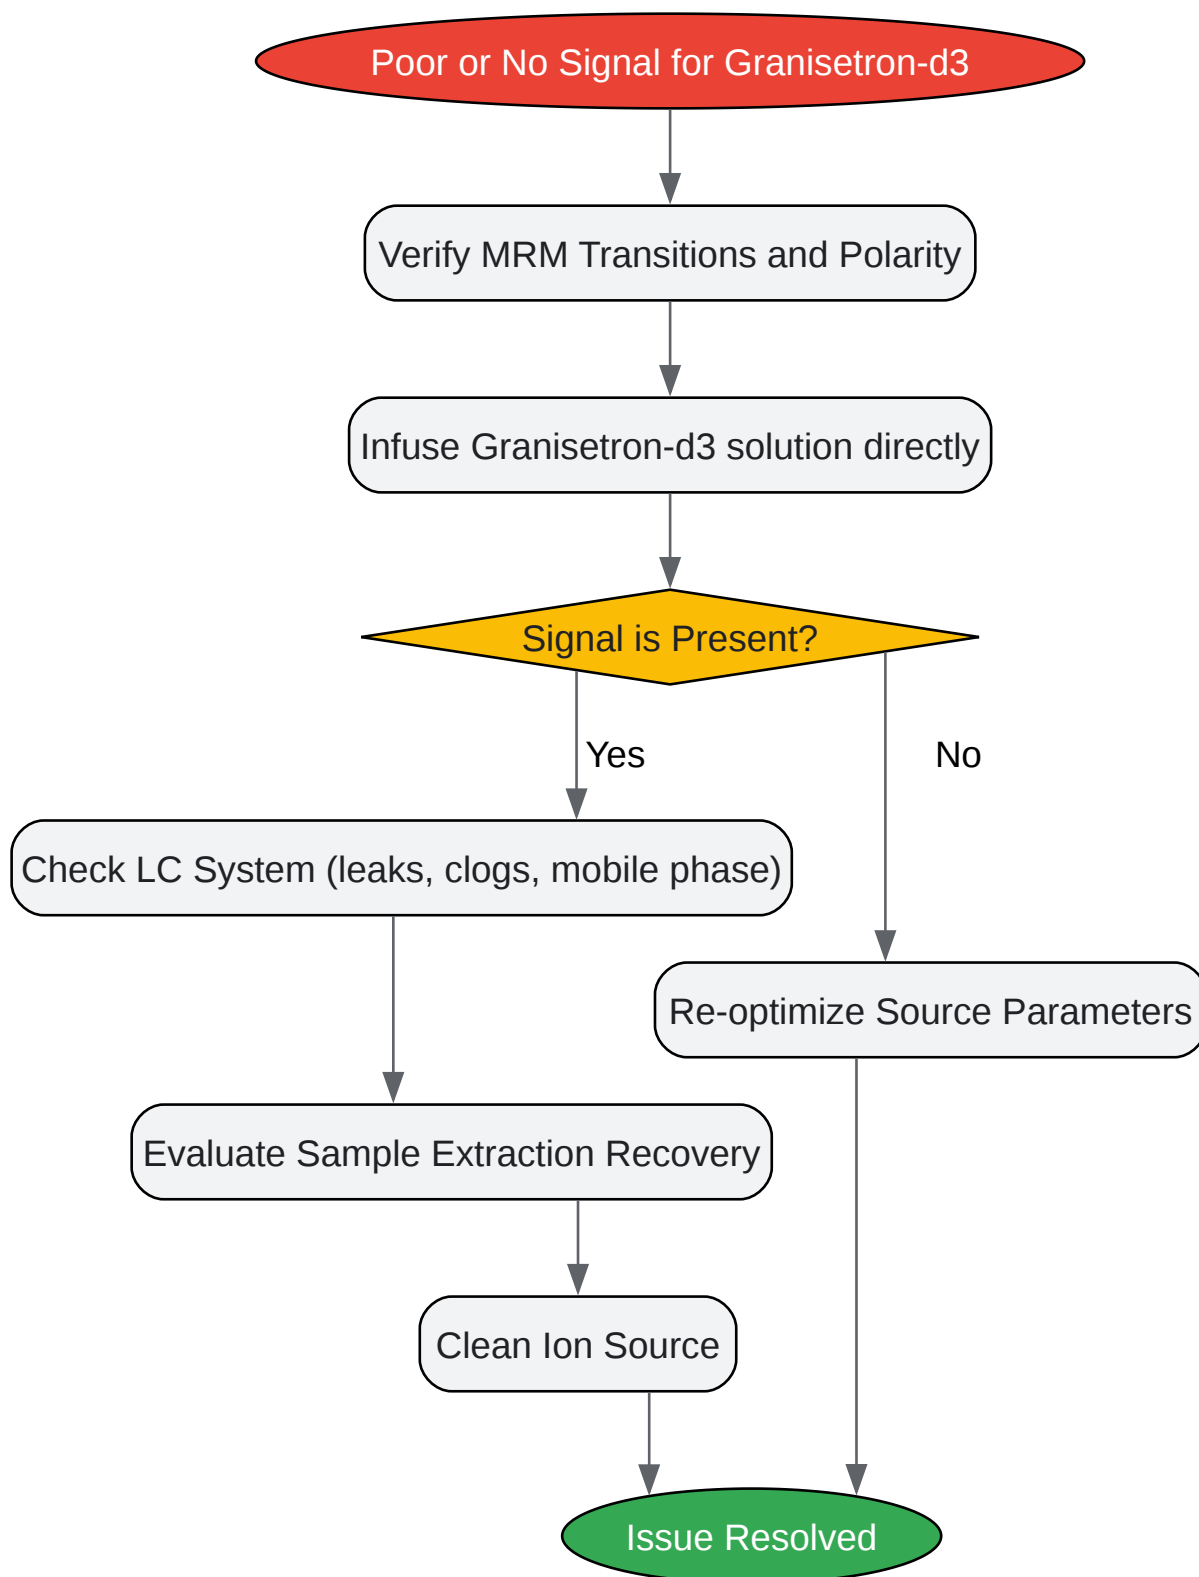 Poor or No Signal for Granisetron-d3
Verify MRM Transitions and Polarity
Infuse Granisetron-d3 solution directly
Signal is Present?
Yes
No
Check LC System (leaks, clogs, mobile phase)
Re-optimize Source Parameters
Evaluate Sample Extraction Recovery
Clean Ion Source
Issue Resolved